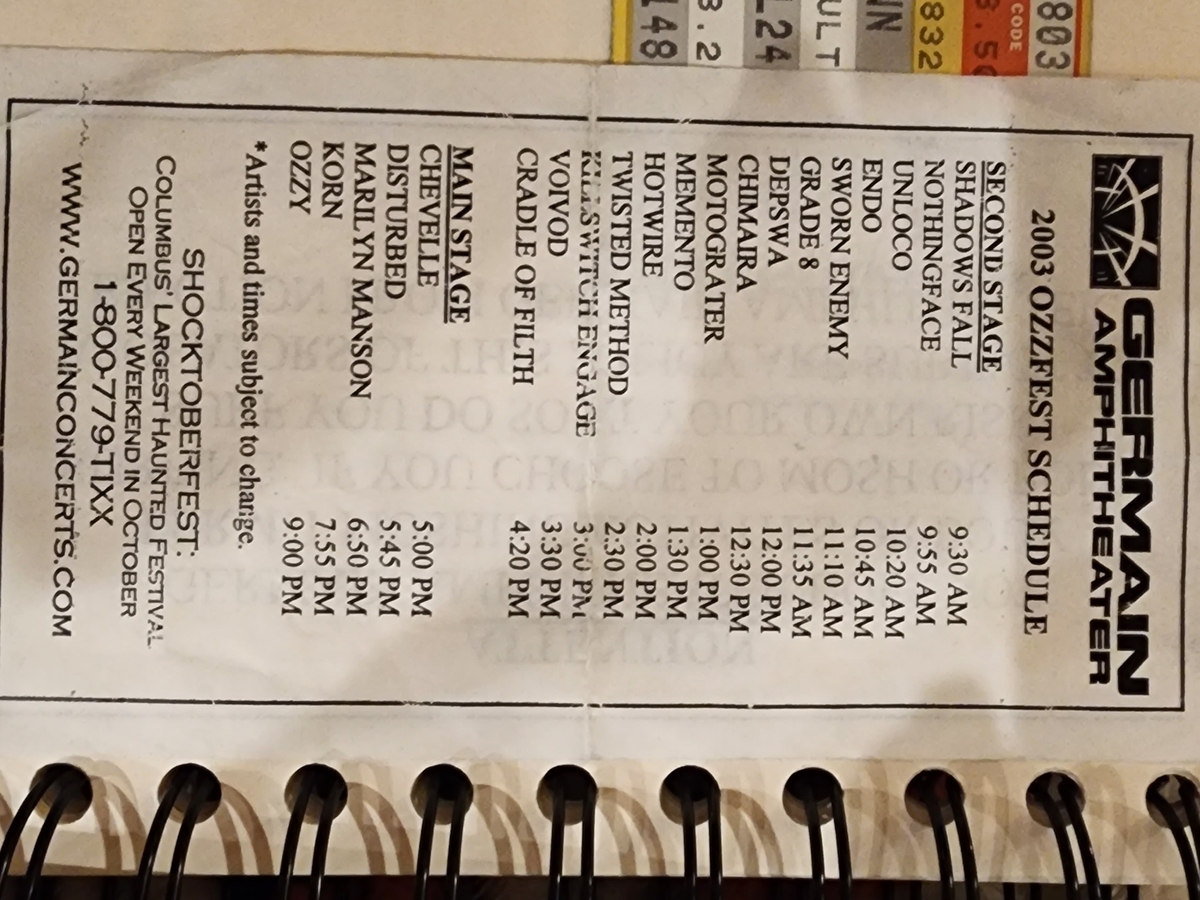 GERMAIN
AMPHITHEATER
2003 OZZFEST SCHEDULE
SECOND STAGE
SHADOWS FALL 9:30 AM
NOTHINGFACE 9:55 AM
UNLOCO 10:20 AM
ENDO 10:45 AM
SWORN ENEMY 11:10 AM
GRADE 8 11:35 AM
DEPSWA 12:00 PM
CHIMAIRA 12:30 PM
MOTOGRATER 1:00 PM
MEMENTO 1:30 PM
HOTWIRE 2:00 PM
TWISTED METHOD 2:30 PM
KILLSWITCH ENGAGE 3:00 PM
VOIVOD 3:30 PM
CRADLE OF FILTH 4:20 PM
MAIN STAGE
CHEVELLE 5:00 PM
DISTURBED 5:45 PM
MARILYN MANSON 6:50 PM
KORN 7:55 PM
OZZY 9:00 PM
*Artists and times subject to change.
SHOCKTOBERFEST:
COLUMBUS' LARGEST HAUNTED FESTIVAL
OPEN EVERY WEEKEND IN OCTOBER
1-800-779-TIXX
WWW.GERMAINCONCERTS.COM
803
CODE
832
148